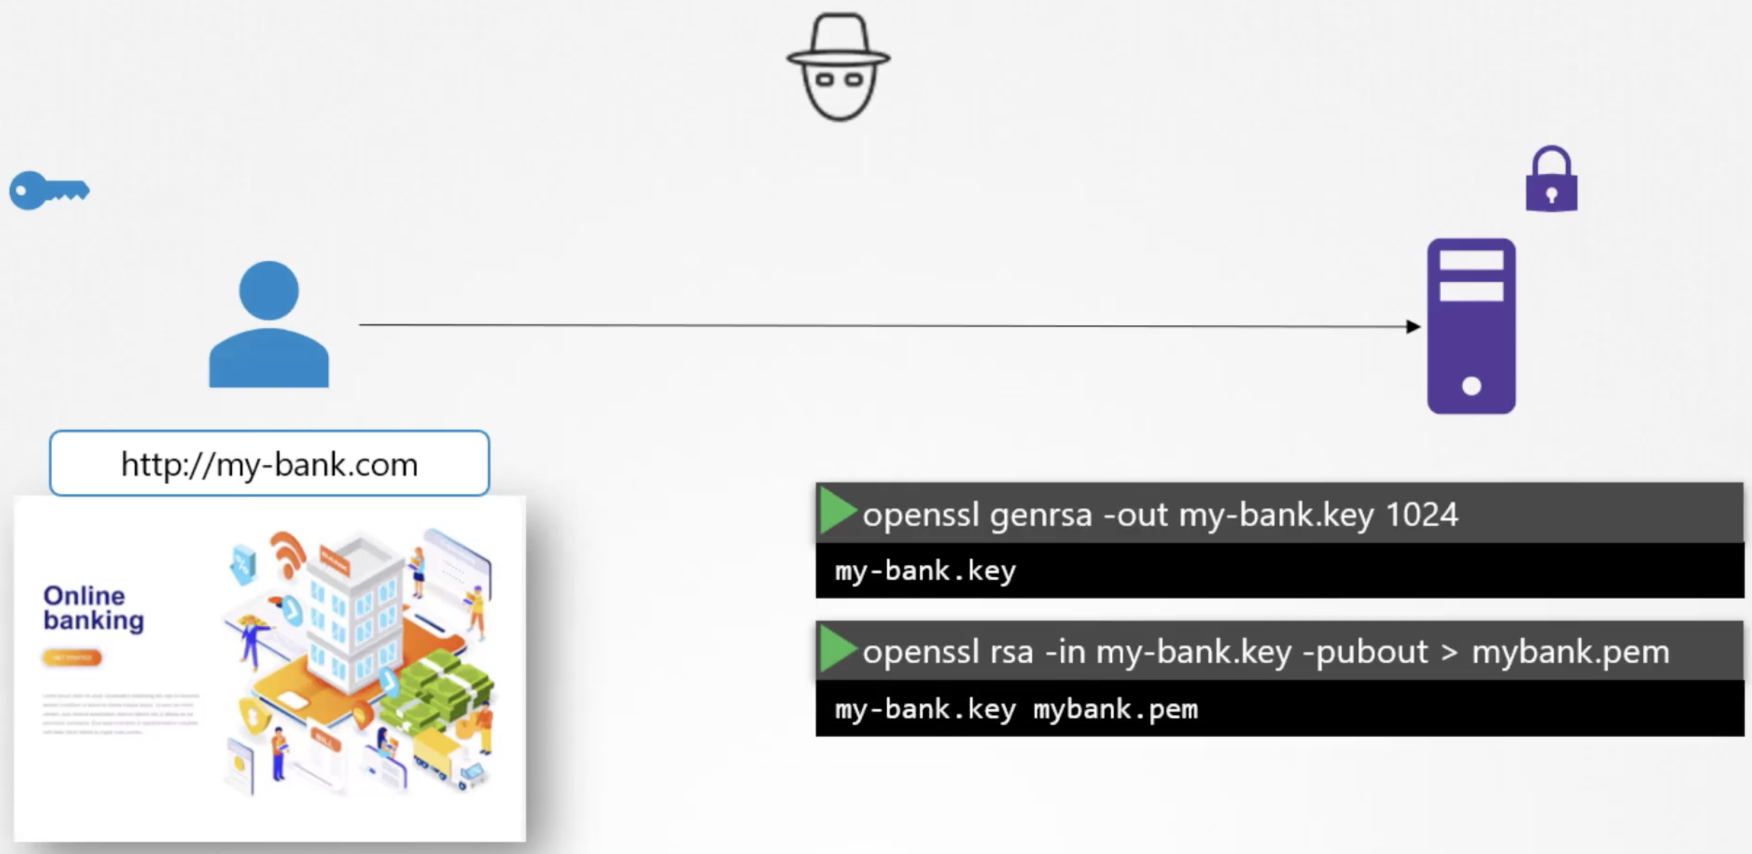 http://my-bank.com
Online
banking
BILL
openssl genrsa -out my-bank.key 1024
my-bank.key
openssl rsa -in my-bank.key -pubout > mybank.pem
my-bank.key mybank.pem